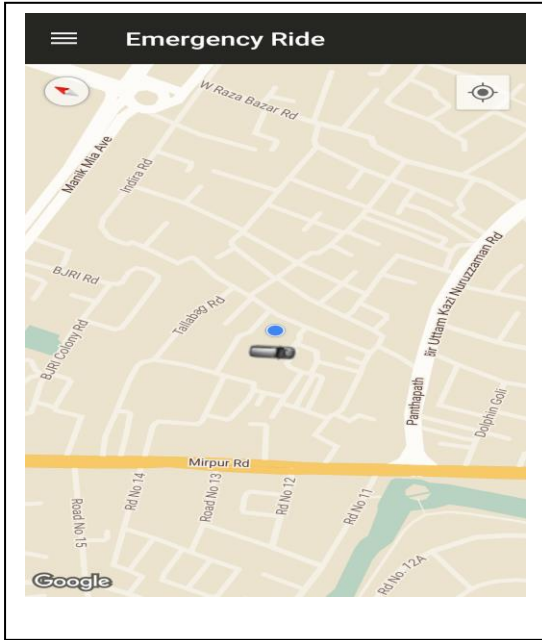 Emergency Ride
W Raza Bazar Rd
Manik Mia Ave
Indira Rd
BJRI Rd
Tallabag Rd
BJRI Colony Rd
Bir Uttam Kazi Nuruzzaman Rd
Panthapath
Dolphin Goli
Mirpur Rd
Road No 15
Rd No 14
Road No 13
Rd No 12
Rd No 11
Rd No. 12A
Google